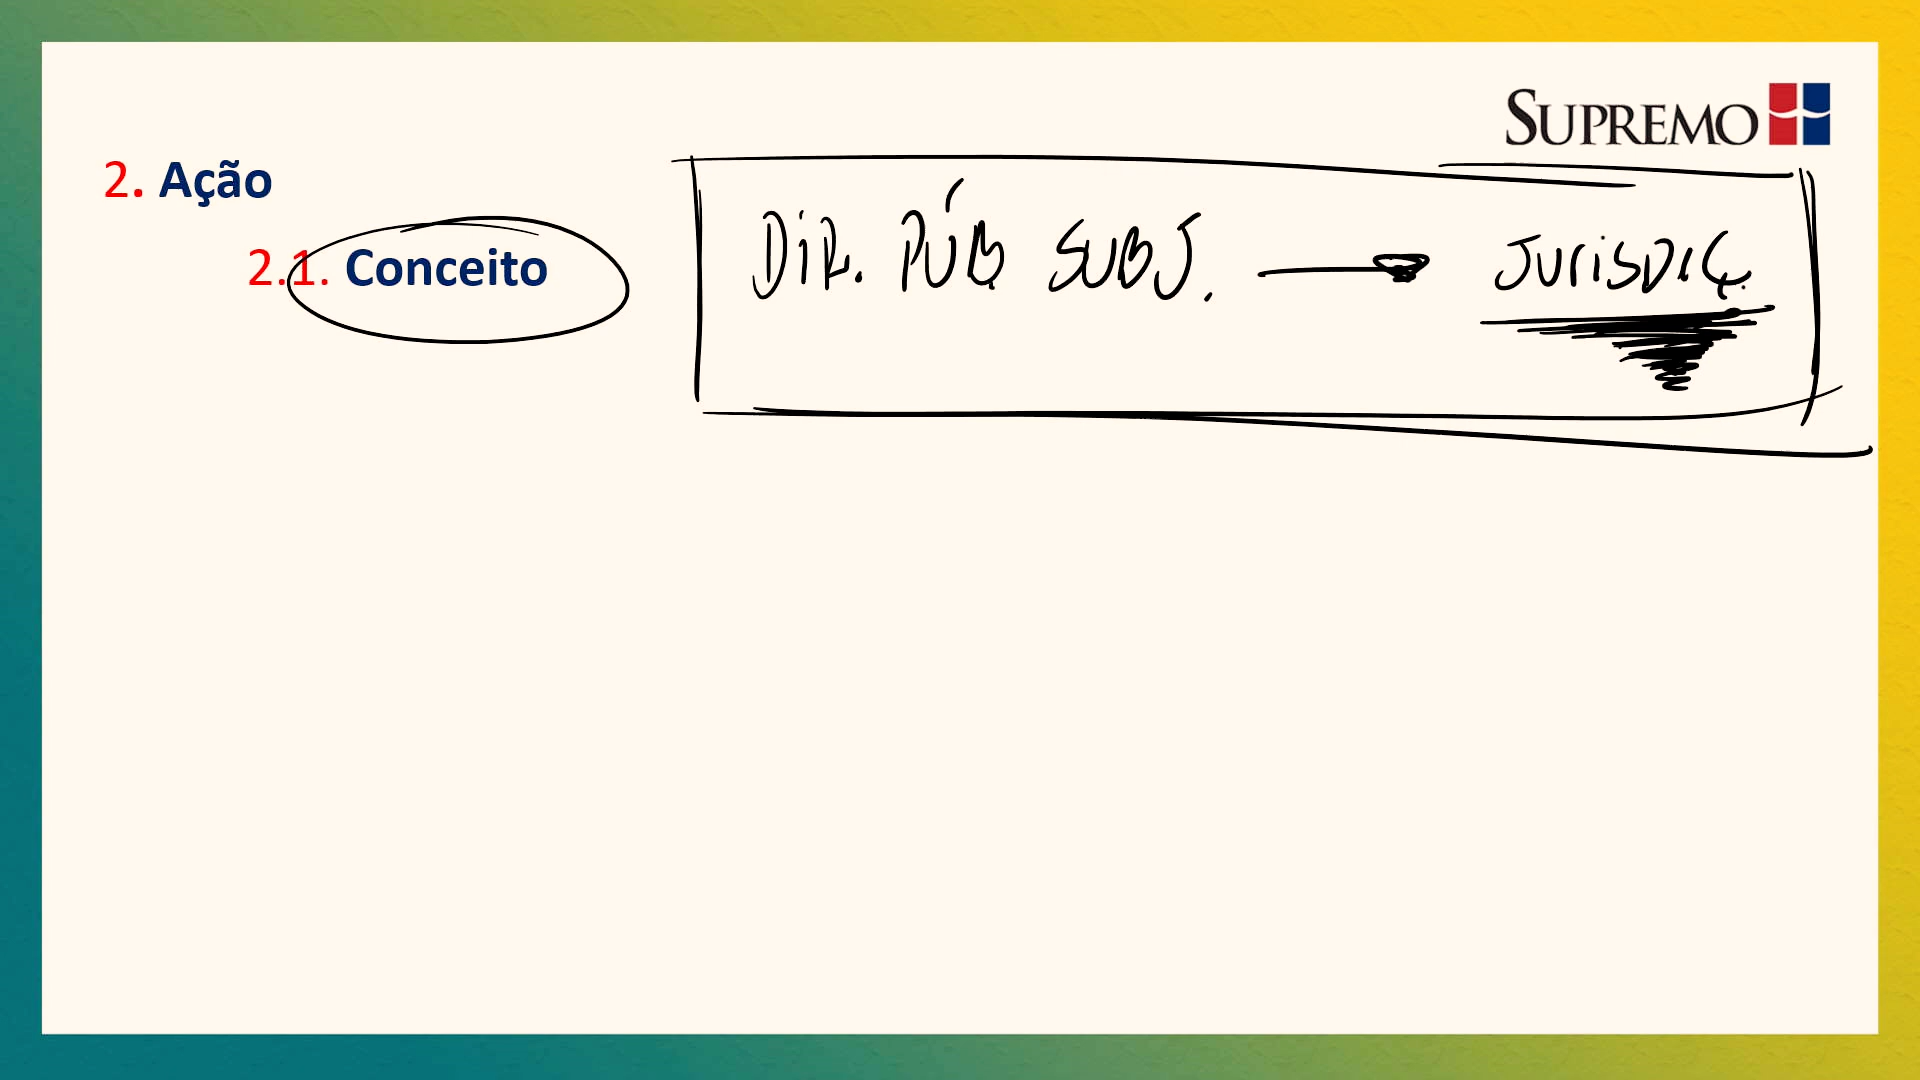 SUPREMO
2. Ação
2.1. Conceito
DIR. PÚB SUBJ. → JURISDIÇ.